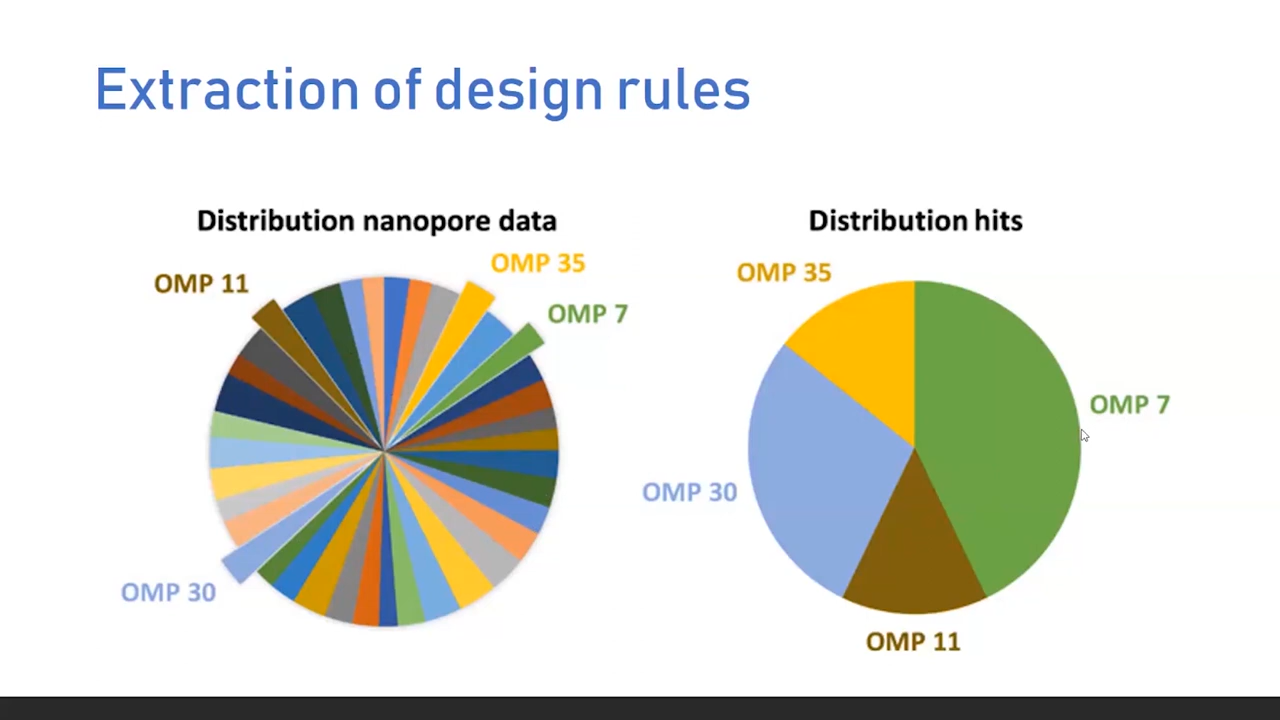 Extraction of design rules
Distribution nanopore data
OMP 11
OMP 35
OMP 7
OMP 30
Distribution hits
OMP 35
OMP 7
OMP 30
OMP 11